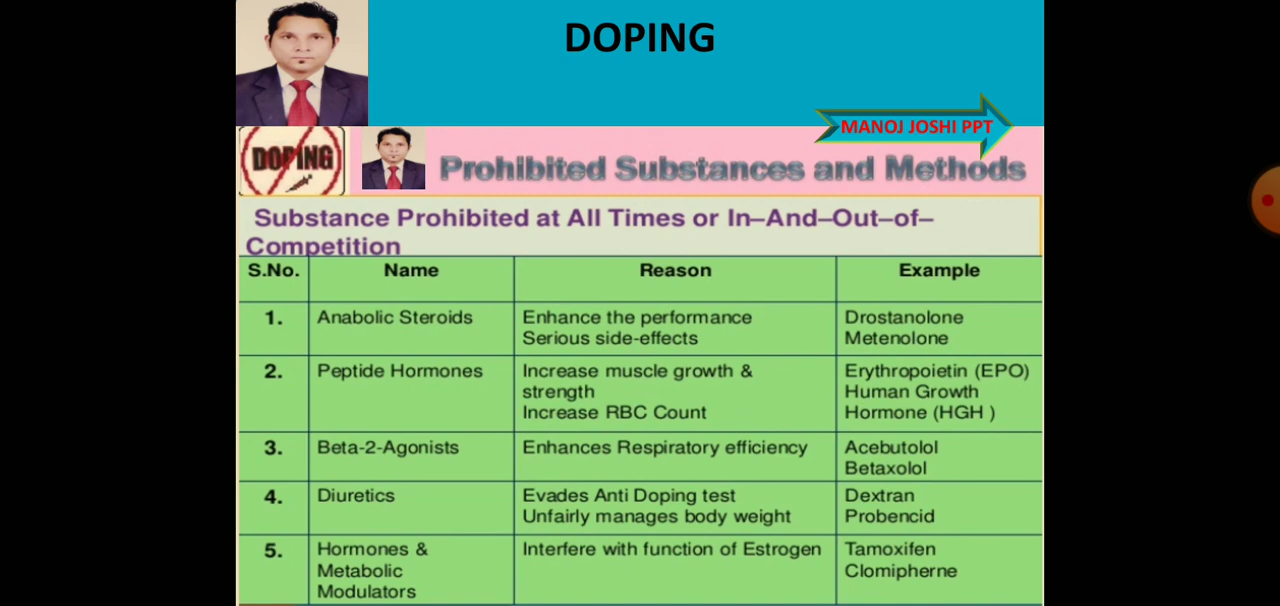 DOPING
MANOJ JOSHI PPT
DOPING
Prohibited Substances and Methods
Substance Prohibited at All Times or In–And–Out–of–
Competition
S.No. Name Reason Example
1. Anabolic Steroids Enhance the performance Drostanolone
Serious side-effects Metenolone
2. Peptide Hormones Increase muscle growth & Erythropoietin (EPO)
strength Human Growth
Increase RBC Count Hormone (HGH )
3. Beta-2-Agonists Enhances Respiratory efficiency Acebutolol
Betaxolol
4. Diuretics Evades Anti Doping test Dextran
Unfairly manages body weight Probencid
5. Hormones & Interfere with function of Estrogen Tamoxifen
Metabolic Clomipherne
Modulators